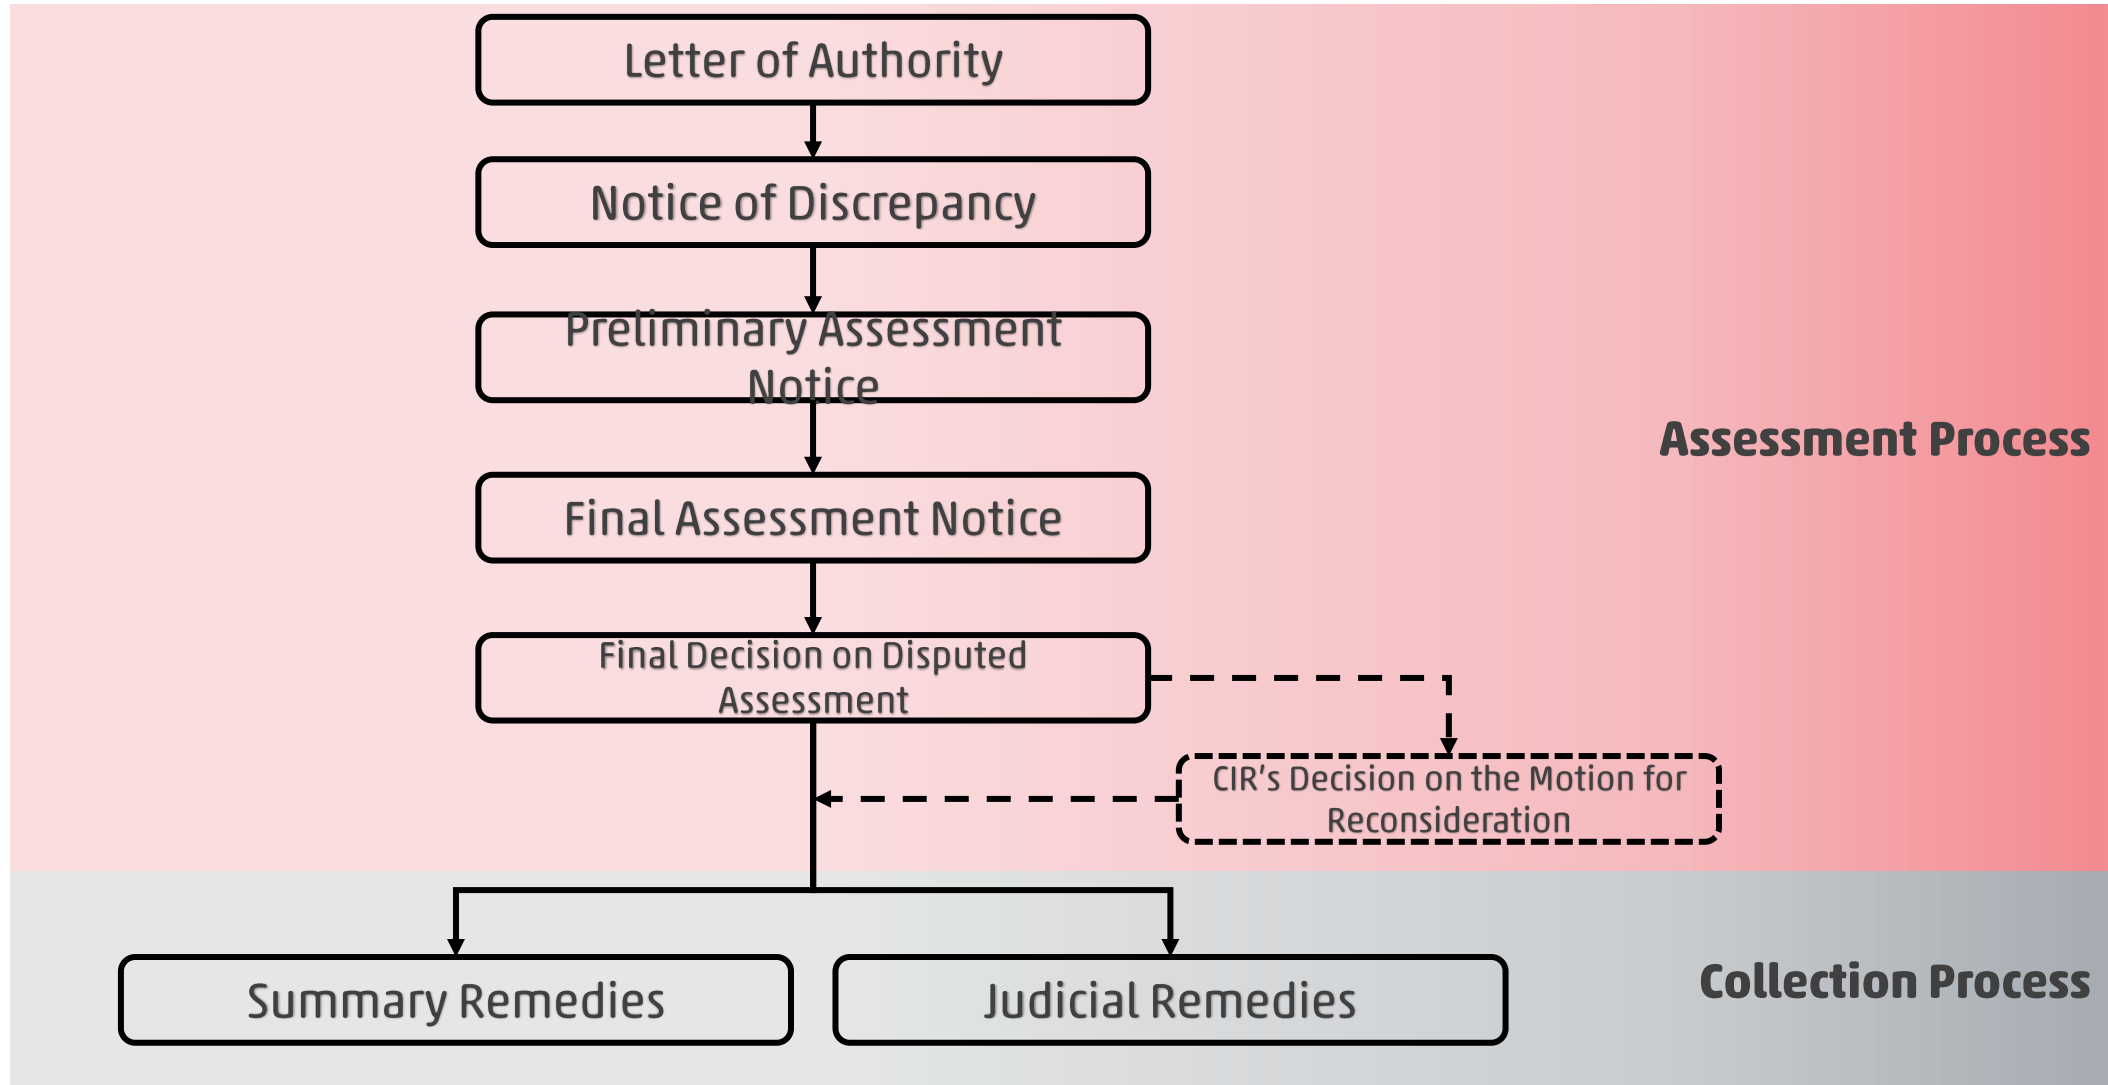 Letter of Authority
Notice of Discrepancy
Preliminary Assessment
Notice
Assessment Process
Final Assessment Notice
Final Decision on Disputed
Assessment
CIR's Decision on the Motion for
Reconsideration
Summary Remedies
Judicial Remedies
Collection Process